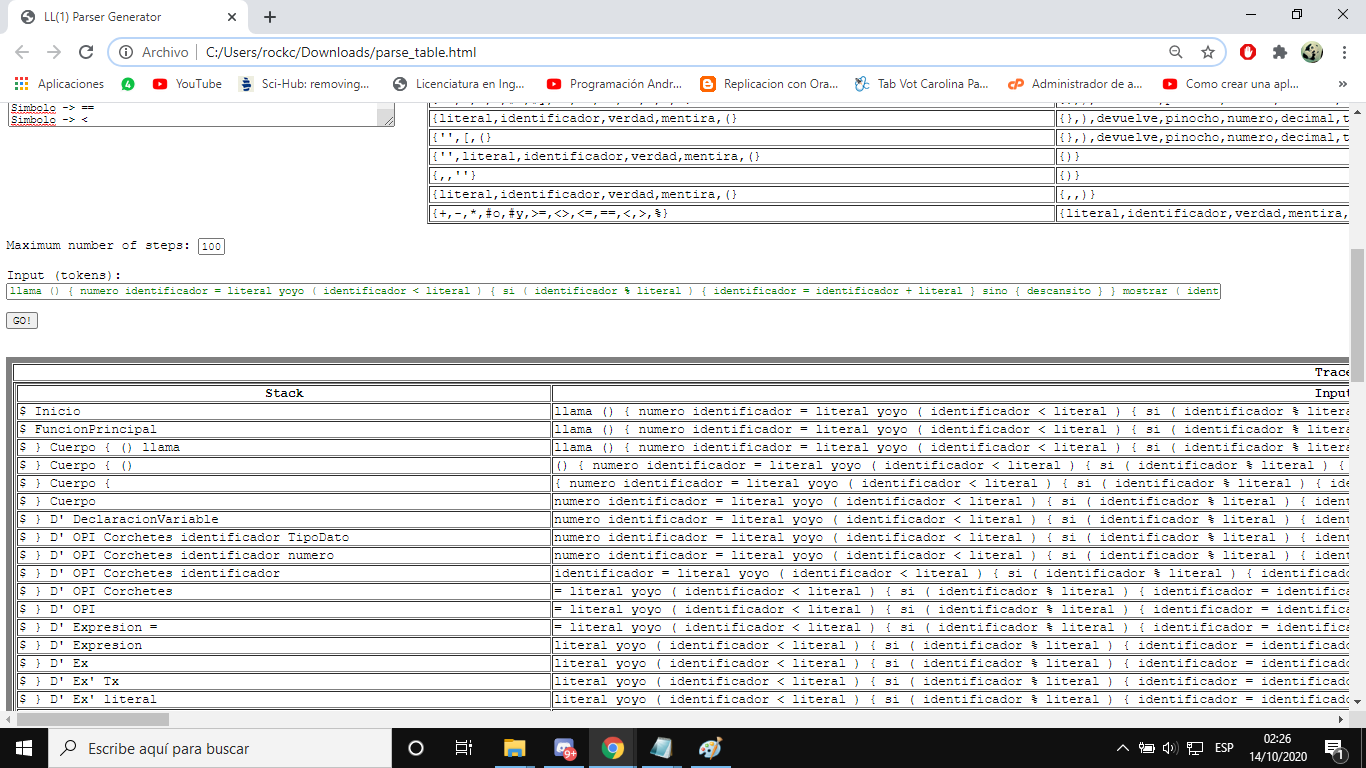 LL(1) Parser Generator
Archivo C:/Users/rockc/Downloads/parse_table.html
Aplicaciones YouTube Sci-Hub: removing... Licenciatura en Ing... Programación Andr... Replicacion con Ora... Tab Vot Carolina Pa... Administrador de a... Como crear una apl... »
Simbolo -> ==
Simbolo -> <
{literal,identificador,verdad,mentira,(} {},),devuelve,pinocho,numero,decimal,t
{'',[,(} {},),devuelve,pinocho,numero,decimal,t
{'',literal,identificador,verdad,mentira,(} {)}
{,,''} {)}
{literal,identificador,verdad,mentira,(} {,,)}
{+,-,*,#o,#y,>=,<>,<=,==,<,>,%} {literal,identificador,verdad,mentira,
Maximum number of steps: 100
Input (tokens):
llama () { numero identificador = literal yoyo ( identificador < literal ) { si ( identificador % literal ) { identificador = identificador + literal } sino { descansito } } mostrar ( ident
GO!
Trace
Stack Input
$ Inicio llama () { numero identificador = literal yoyo ( identificador < literal ) { si ( identificador % litera
$ FuncionPrincipal llama () { numero identificador = literal yoyo ( identificador < literal ) { si ( identificador % litera
$ } Cuerpo { () llama llama () { numero identificador = literal yoyo ( identificador < literal ) { si ( identificador % litera
$ } Cuerpo { () () { numero identificador = literal yoyo ( identificador < literal ) { si ( identificador % literal ) {
$ } Cuerpo { { numero identificador = literal yoyo ( identificador < literal ) { si ( identificador % literal ) { ide
$ } Cuerpo numero identificador = literal yoyo ( identificador < literal ) { si ( identificador % literal ) { ident
$ } D' DeclaracionVariable numero identificador = literal yoyo ( identificador < literal ) { si ( identificador % literal ) { ident
$ } D' OPI Corchetes identificador TipoDato numero identificador = literal yoyo ( identificador < literal ) { si ( identificador % literal ) { ident
$ } D' OPI Corchetes identificador numero numero identificador = literal yoyo ( identificador < literal ) { si ( identificador % literal ) { ident
$ } D' OPI Corchetes identificador identificador = literal yoyo ( identificador < literal ) { si ( identificador % literal ) { identificado
$ } D' OPI Corchetes = literal yoyo ( identificador < literal ) { si ( identificador % literal ) { identificador = identifica
$ } D' OPI = literal yoyo ( identificador < literal ) { si ( identificador % literal ) { identificador = identifica
$ } D' Expresion = = literal yoyo ( identificador < literal ) { si ( identificador % literal ) { identificador = identifica
$ } D' Expresion literal yoyo ( identificador < literal ) { si ( identificador % literal ) { identificador = identificado
$ } D' Ex literal yoyo ( identificador < literal ) { si ( identificador % literal ) { identificador = identificado
$ } D' Ex' Tx literal yoyo ( identificador < literal ) { si ( identificador % literal ) { identificador = identificado
$ } D' Ex' literal literal yoyo ( identificador < literal ) { si ( identificador % literal ) { identificador = identificado
Escribe aquí para buscar 9+ ESP 02:26
14/10/2020 1